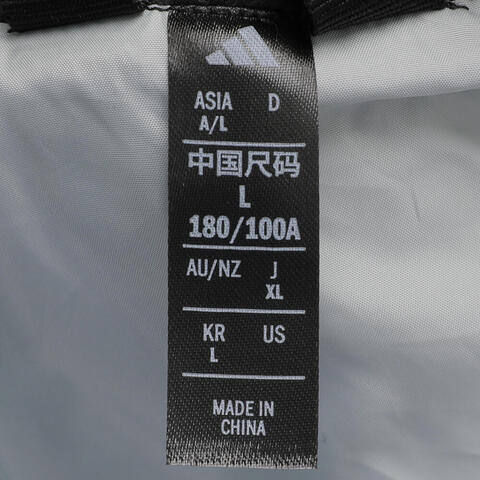 ASIA D
A/L
中国尺码
L
180/100A
AU/NZ J
XL
KR US
L
MADE IN
CHINA